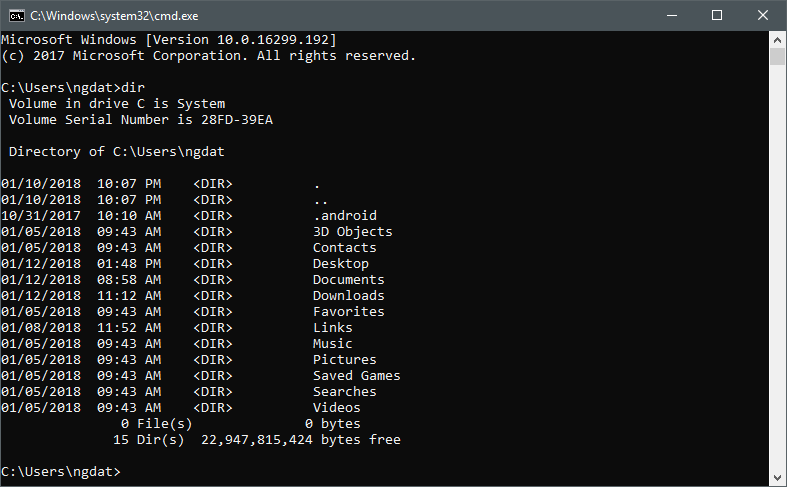 C:\Windows\system32\cmd.exe
Microsoft Windows [Version 10.0.16299.192]
(c) 2017 Microsoft Corporation. All rights reserved.
C:\Users\ngdat>dir
 Volume in drive C is System
 Volume Serial Number is 28FD-39EA
 Directory of C:\Users\ngdat
01/10/2018  10:07 PM    <DIR>          .
01/10/2018  10:07 PM    <DIR>          ..
10/31/2017  10:10 AM    <DIR>          .android
01/05/2018  09:43 AM    <DIR>          3D Objects
01/05/2018  09:43 AM    <DIR>          Contacts
01/12/2018  01:48 PM    <DIR>          Desktop
01/12/2018  08:58 AM    <DIR>          Documents
01/12/2018  11:12 AM    <DIR>          Downloads
01/05/2018  09:43 AM    <DIR>          Favorites
01/08/2018  11:52 AM    <DIR>          Links
01/05/2018  09:43 AM    <DIR>          Music
01/05/2018  09:43 AM    <DIR>          Pictures
01/05/2018  09:43 AM    <DIR>          Saved Games
01/05/2018  09:43 AM    <DIR>          Searches
01/05/2018  09:43 AM    <DIR>          Videos
               0 File(s)              0 bytes
              15 Dir(s)  22,947,815,424 bytes free
C:\Users\ngdat>